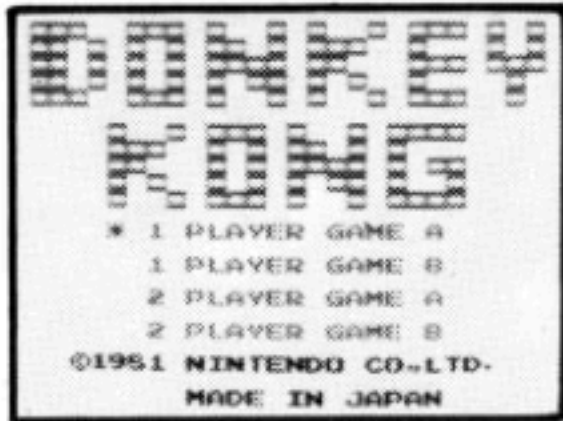 DONKEY
KONG
* 1 PLAYER GAME A
1 PLAYER GAME B
2 PLAYER GAME A
2 PLAYER GAME B
©1981 NINTENDO CO.,LTD.
MADE IN JAPAN